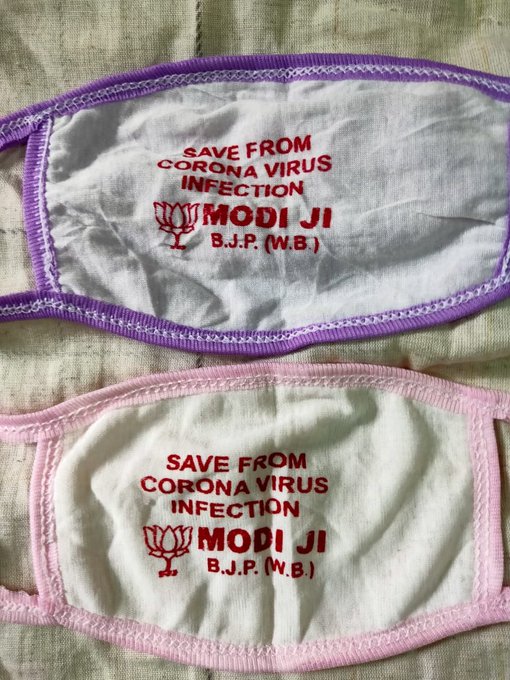 SAVE FROM
CORONA VIRUS
INFECTION
MODI JI
B.J.P. (W.B.)
SAVE FROM
CORONA VIRUS
INFECTION
MODI JI
B.J.P. (W.B.)